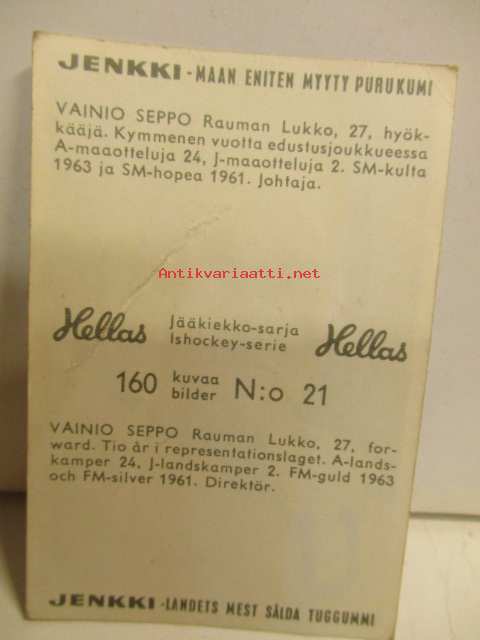 JENKKI - MAAN ENITEN MYYTY PURUKUMI
VAINIO SEPPO Rauman Lukko, 27, hyök-
kääjä. Kymmenen vuotta edustusjoukkueessa
A-maaotteluja 24, J-maaotteluja 2. SM-kulta
1963 ja SM-hopea 1961. Johtaja.
Antikvariaatti.net
Hellas Jääkiekko-sarja Hellas
Ishockey-serie
160 kuvaa N:o 21
bilder
VAINIO SEPPO Rauman Lukko, 27, for-
ward. Tio år i representationslaget. A-lands-
kamper 24, J-landskamper 2. FM-guld 1963
och FM-silver 1961. Direktör.
JENKKI - LANDETS MEST SÅLDA TUGGUMMI